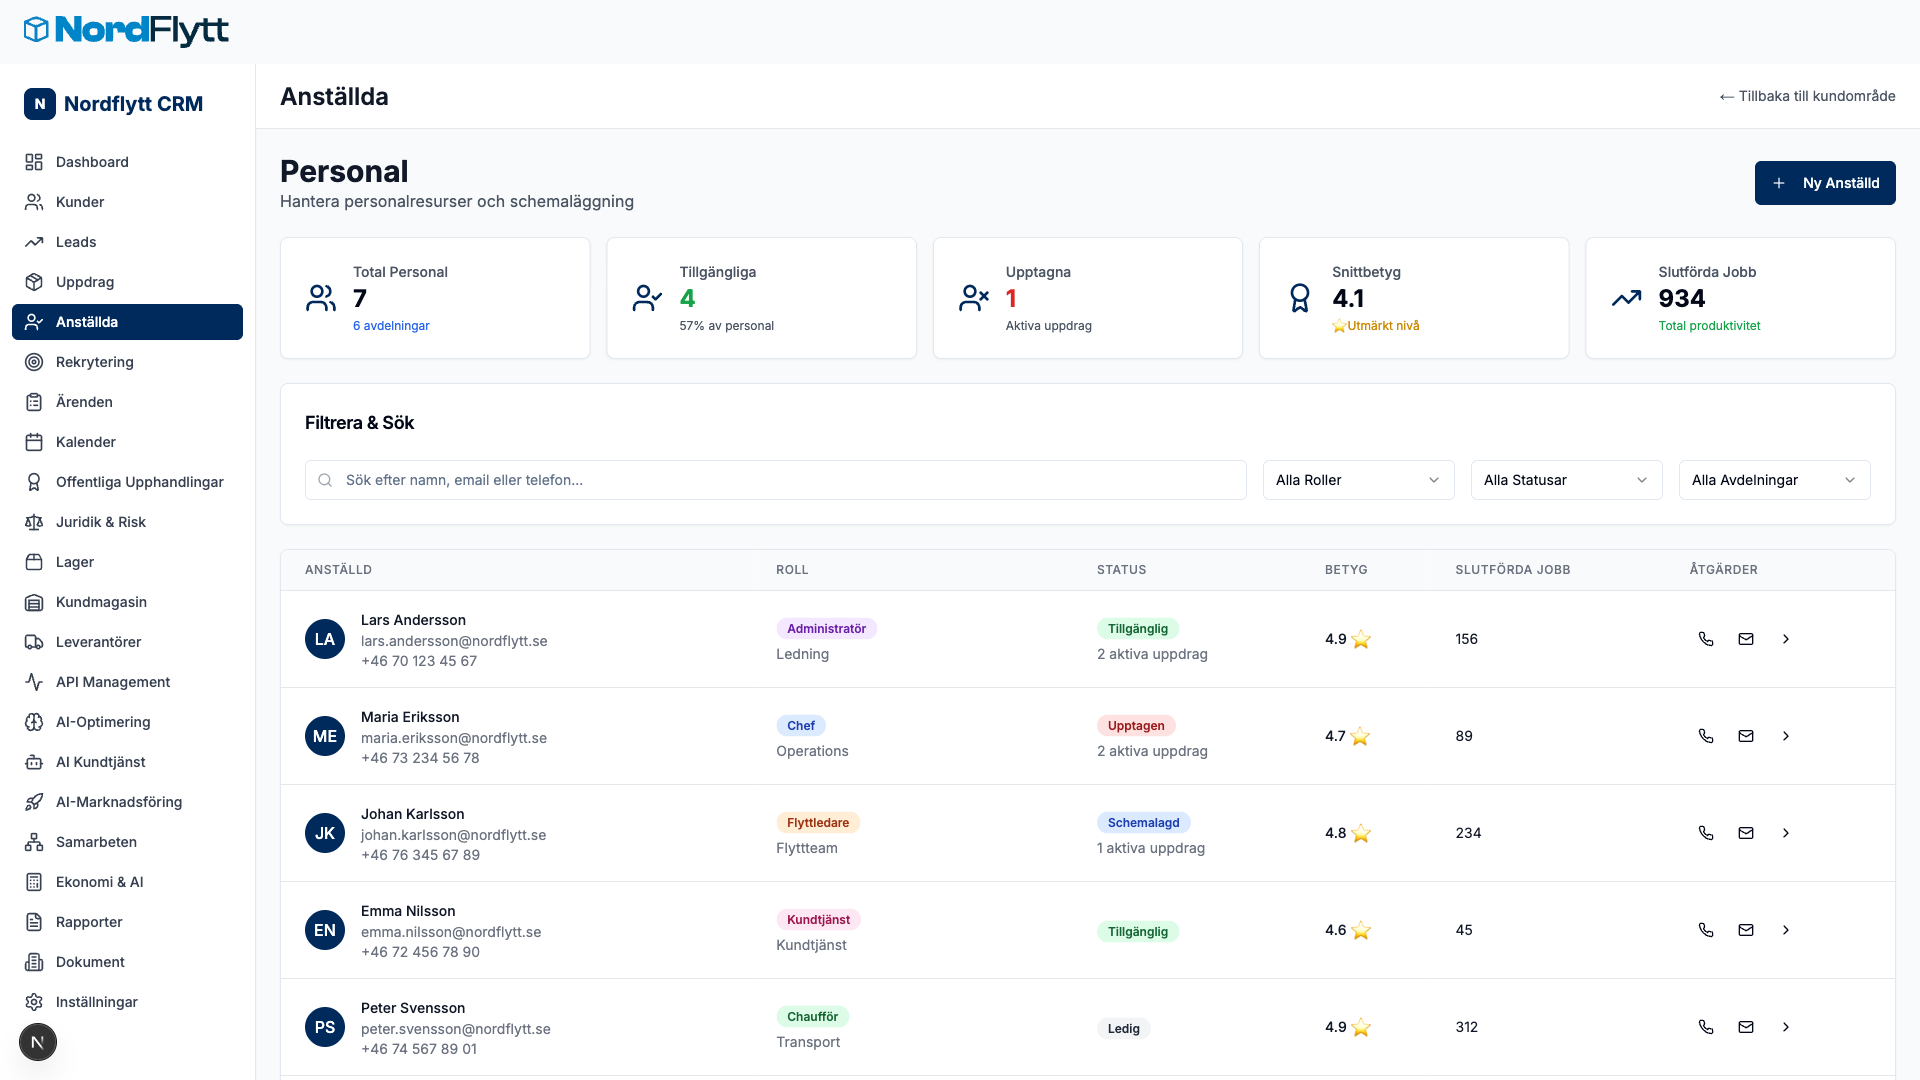 NordFlytt
N Nordflytt CRM
Dashboard
Kunder
Leads
Uppdrag
Anställda
Rekrytering
Ärenden
Kalender
Offentliga Upphandlingar
Juridik & Risk
Lager
Kundmagasin
Leverantörer
API Management
AI-Optimering
AI Kundtjänst
AI-Marknadsföring
Samarbeten
Ekonomi & AI
Rapporter
Dokument
Inställningar
N
Anställda
← Tillbaka till kundområde
Personal
Hantera personalresurser och schemaläggning
+ Ny Anställd
Total Personal
7
6 avdelningar
Tillgängliga
4
57% av personal
Upptagna
1
Aktiva uppdrag
Snittbetyg
4.1
⭐Utmärkt nivå
Slutförda Jobb
934
Total produktivitet
Filtrera & Sök
Sök efter namn, email eller telefon...
Alla Roller
Alla Statusar
Alla Avdelningar
ANSTÄLLD ROLL STATUS BETYG SLUTFÖRDA JOBB ÅTGÄRDER
LA
Lars Andersson
lars.andersson@nordflytt.se
+46 70 123 45 67
Administratör
Ledning
Tillgänglig
2 aktiva uppdrag
4.9 ⭐
156
ME
Maria Eriksson
maria.eriksson@nordflytt.se
+46 73 234 56 78
Chef
Operations
Upptagen
2 aktiva uppdrag
4.7 ⭐
89
JK
Johan Karlsson
johan.karlsson@nordflytt.se
+46 76 345 67 89
Flyttledare
Flyttteam
Schemalagd
1 aktiva uppdrag
4.8 ⭐
234
EN
Emma Nilsson
emma.nilsson@nordflytt.se
+46 72 456 78 90
Kundtjänst
Kundtjänst
Tillgänglig
4.6 ⭐
45
PS
Peter Svensson
peter.svensson@nordflytt.se
+46 74 567 89 01
Chaufför
Transport
Ledig
4.9 ⭐
312